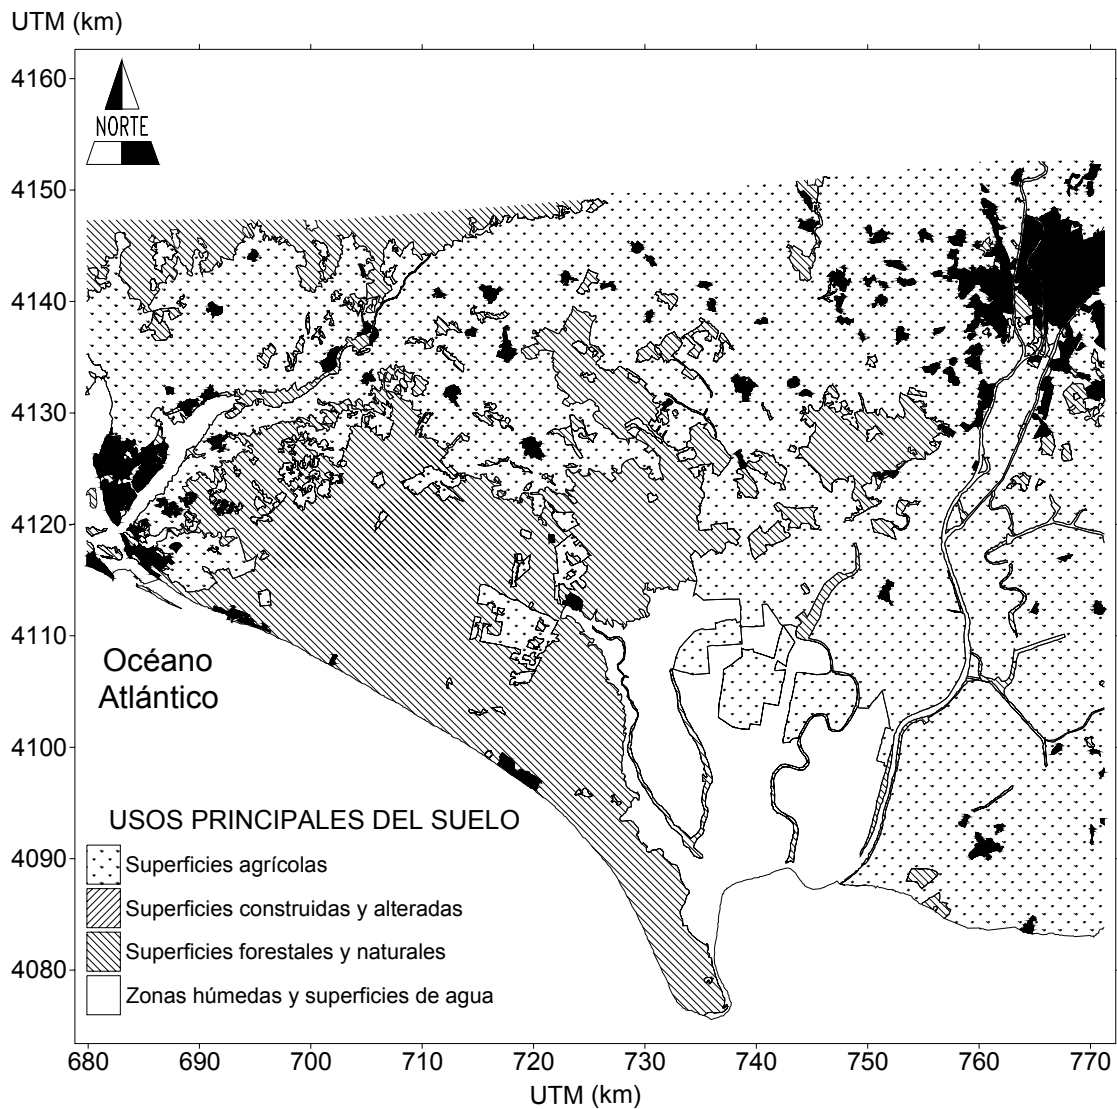 UTM (km)
4160
NORTE
4150
4140
4130
4120
4110
Océano
Atlántico
4100
USOS PRINCIPALES DEL SUELO
4090
Superficies agrícolas
Superficies construidas y alteradas
Superficies forestales y naturales
4080
Zonas húmedas y superficies de agua
680 690 700 710 720 730 740 750 760 770
UTM (km)